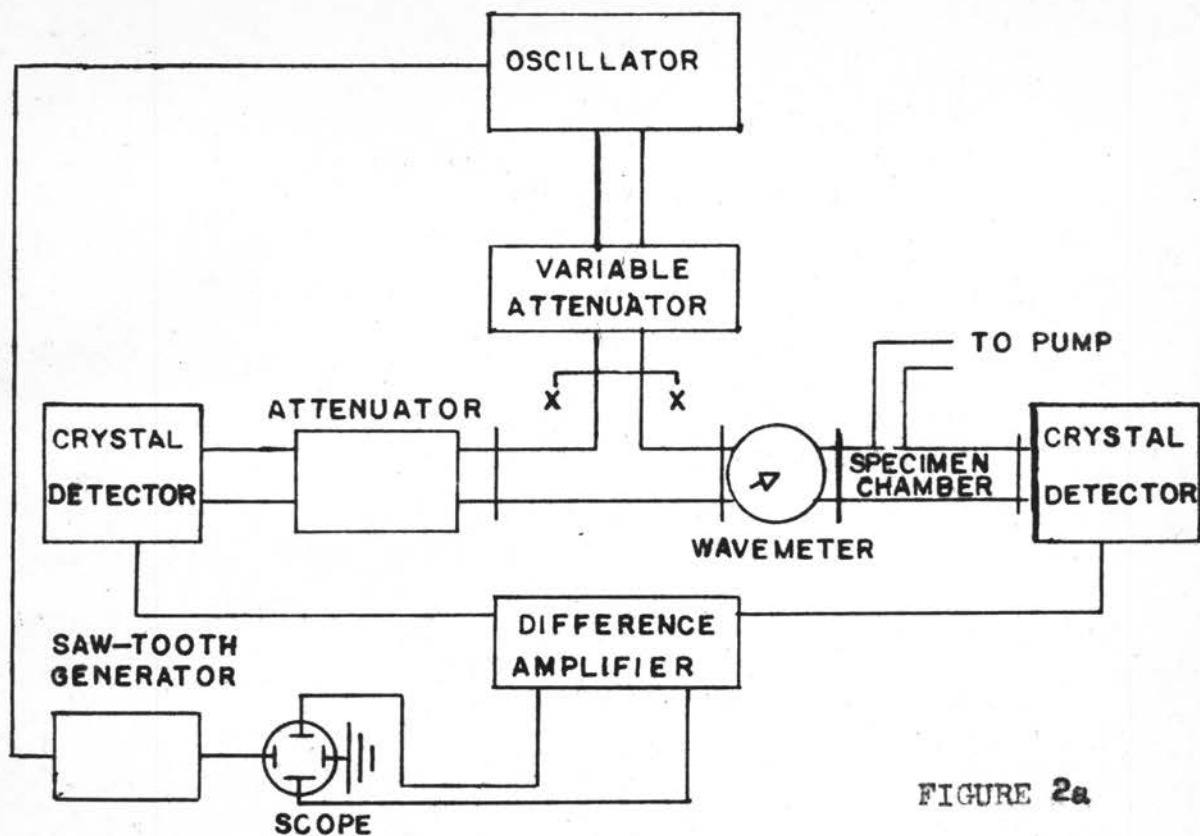 OSCILLATOR
VARIABLE
ATTENUATOR
TO PUMP
X X
ATTENUATOR
CRYSTAL
DETECTOR
SPECIMEN
CHAMBER
CRYSTAL
DETECTOR
WAVEMETER
DIFFERENCE
AMPLIFIER
SAW-TOOTH
GENERATOR
SCOPE
FIGURE 2a